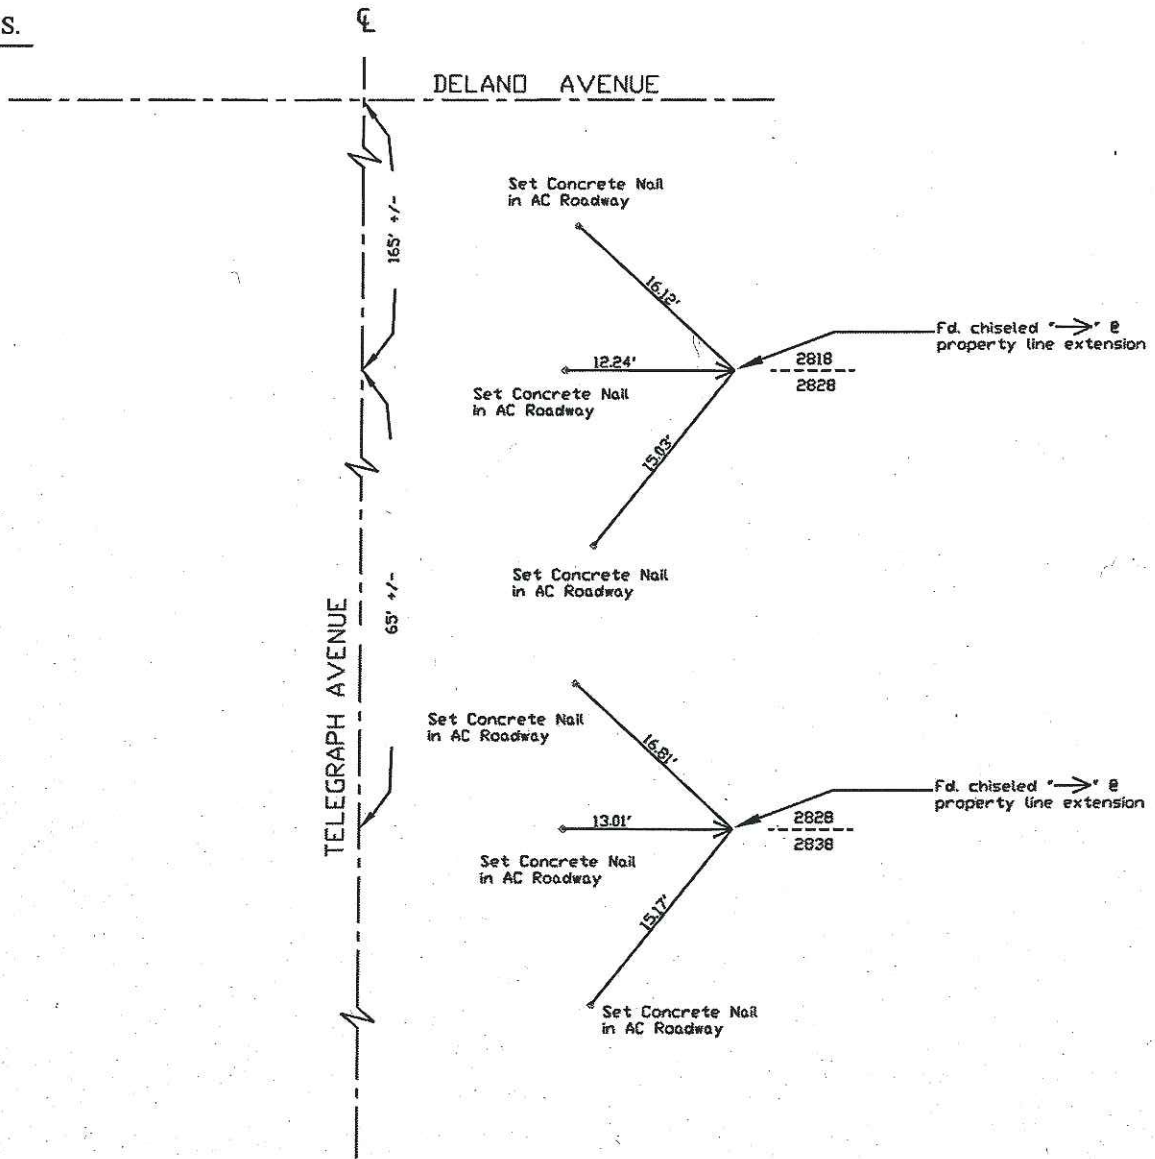 S.
℄
DELANO AVENUE
Set Concrete Nail
in AC Roadway
165' +/-
16.12'
Fd. chiseled "→" @
property line extension
2818
2828
12.24'
Set Concrete Nail
in AC Roadway
15.03'
Set Concrete Nail
in AC Roadway
65' +/-
TELEGRAPH AVENUE
Set Concrete Nail
in AC Roadway
16.81'
Fd. chiseled "→" @
property line extension
2828
2838
13.01'
Set Concrete Nail
in AC Roadway
15.17'
Set Concrete Nail
in AC Roadway